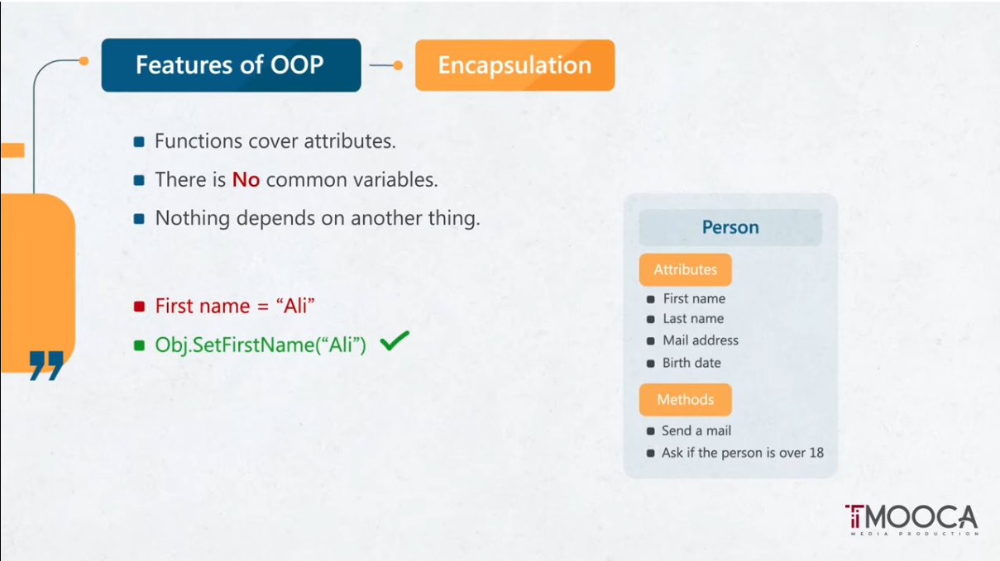 Features of OOP
Encapsulation
Functions cover attributes.
There is No common variables.
Nothing depends on another thing.
First name = “Ali”
Obj.SetFirstName(“Ali”)
Person
Attributes
First name
Last name
Mail address
Birth date
Methods
Send a mail
Ask if the person is over 18
TMOOCA
MEDIA PRODUCTION